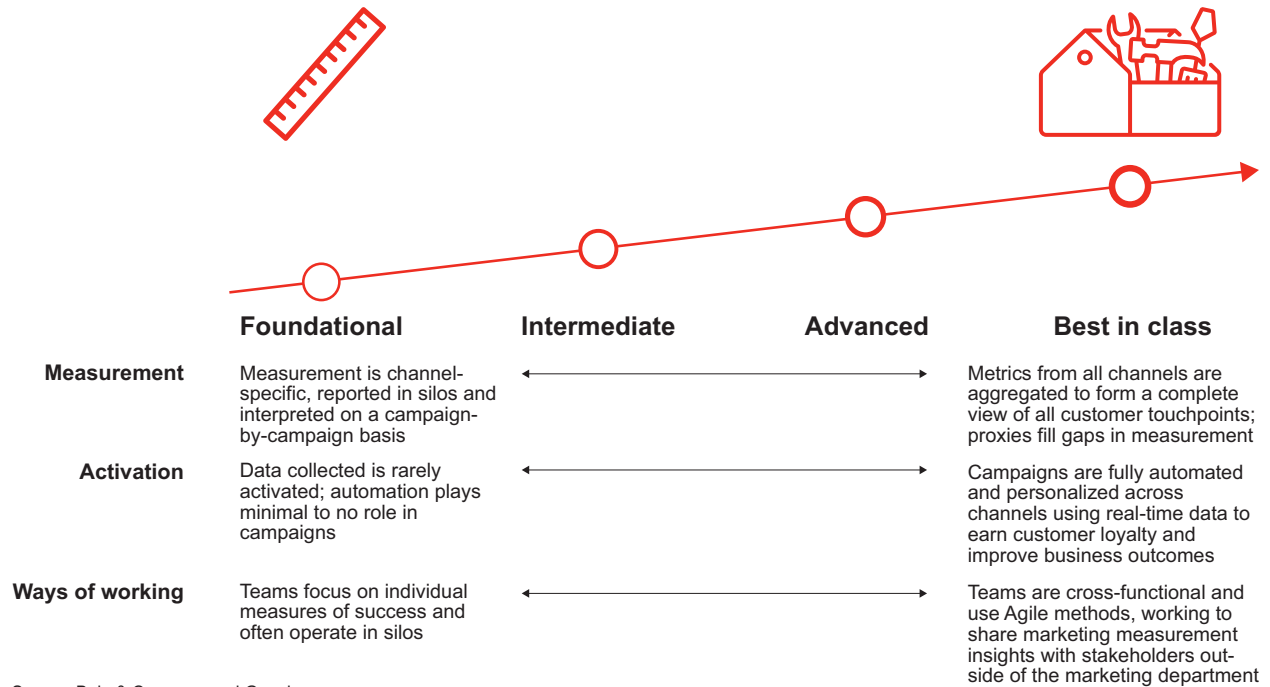 Foundational
Intermediate
Advanced
Best in class
Measurement
Measurement is channel-
specific, reported in silos and
interpreted on a campaign-
by-campaign basis
Metrics from all channels are
aggregated to form a complete
view of all customer touchpoints;
proxies fill gaps in measurement
Activation
Data collected is rarely
activated; automation plays
minimal to no role in
campaigns
Campaigns are fully automated
and personalized across
channels using real-time data to
earn customer loyalty and
improve business outcomes
Ways of working
Teams focus on individual
measures of success and
often operate in silos
Teams are cross-functional and
use Agile methods, working to
share marketing measurement
insights with stakeholders out-
side of the marketing department